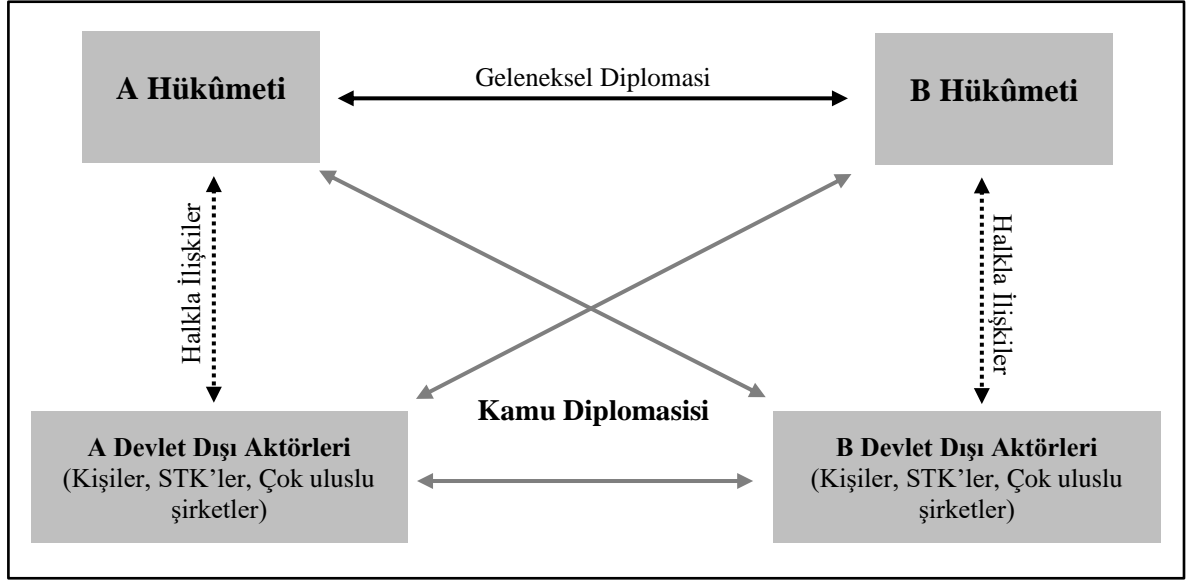 A Hükûmeti
Geleneksel Diplomasi
B Hükûmeti
Halkla İlişkiler
Halkla İlişkiler
Kamu Diplomasisi
A Devlet Dışı Aktörleri
(Kişiler, STK’ler, Çok uluslu
şirketler)
B Devlet Dışı Aktörleri
(Kişiler, STK’ler, Çok uluslu
şirketler)